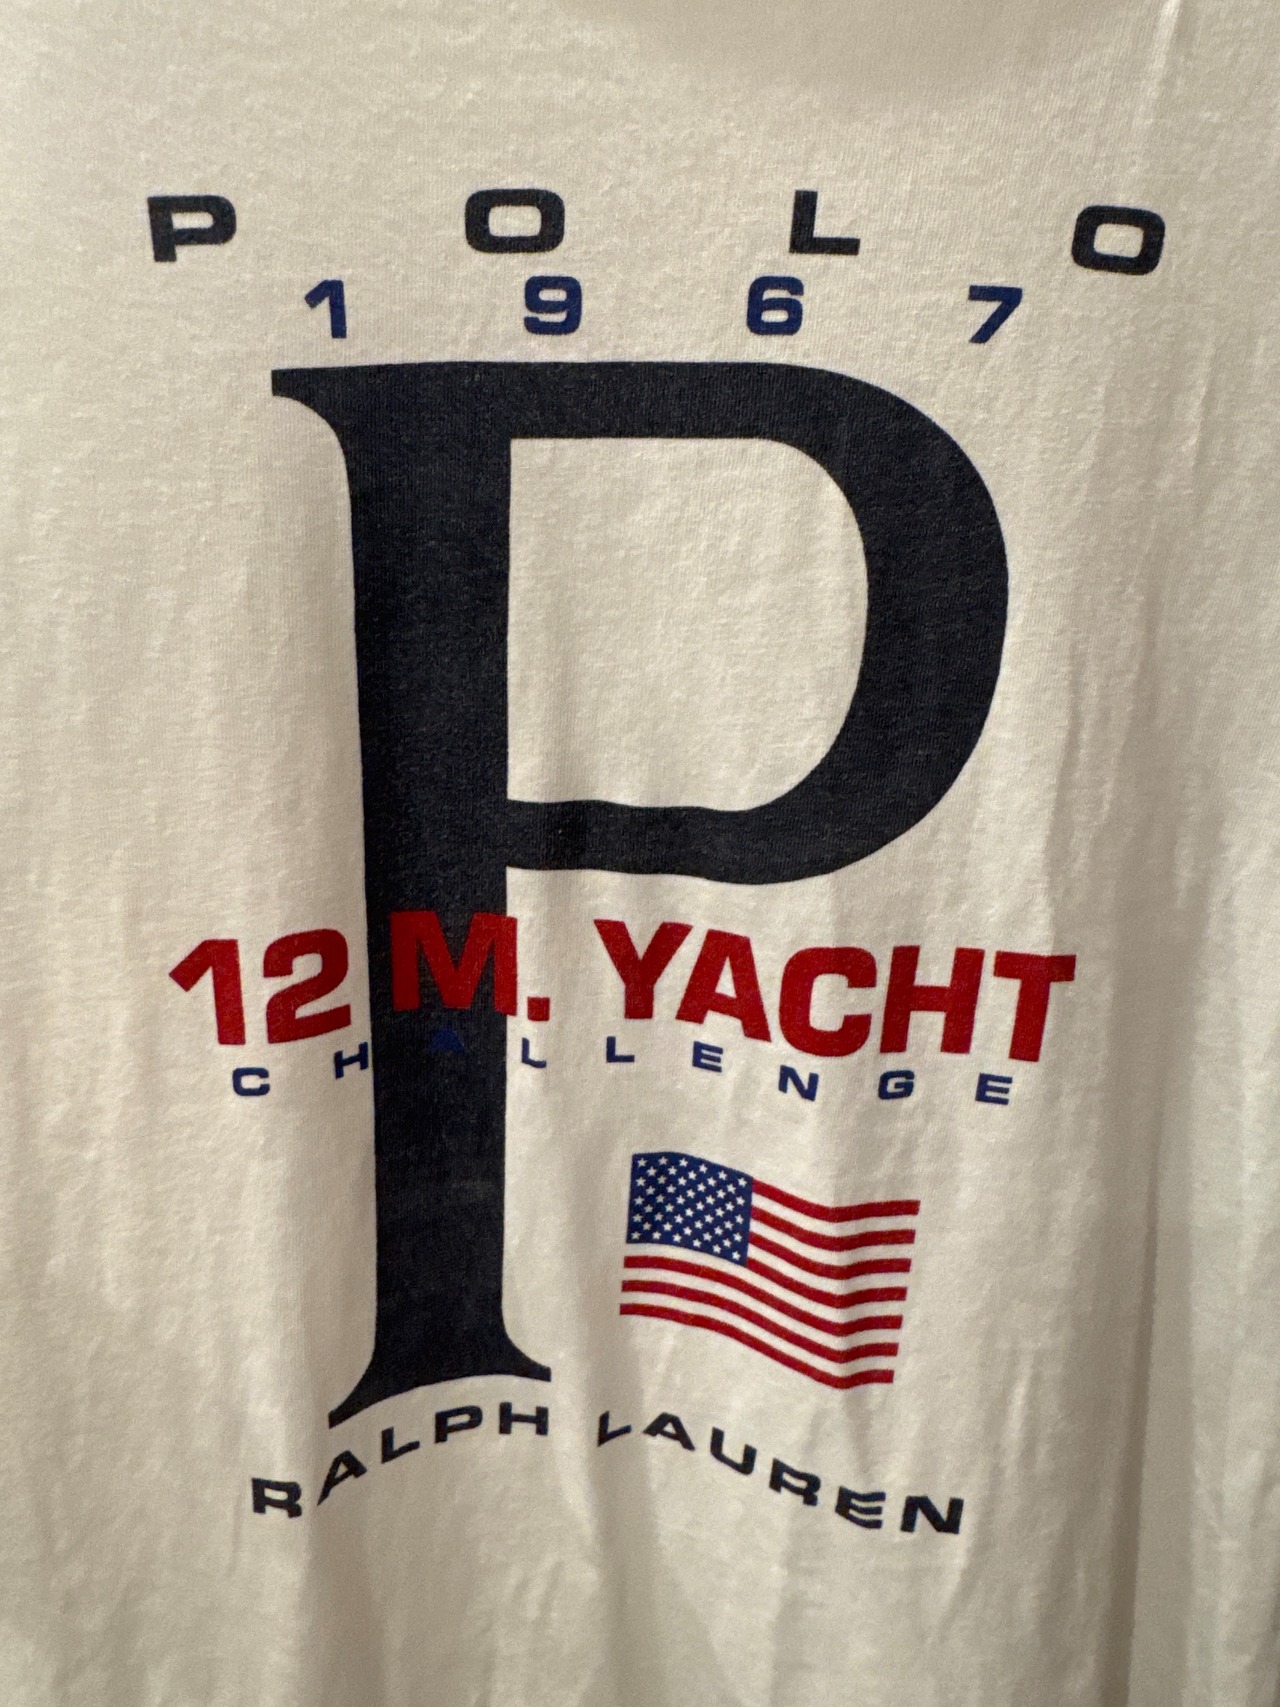 POLO
1967
P
12 M. YACHT
CHALLENGE
RALPH LAUREN